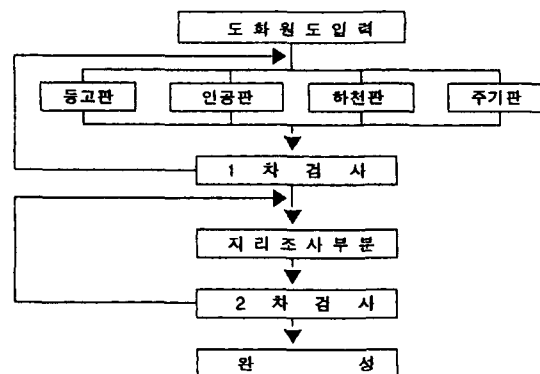 도 화 원 도 입 력
등고판 인공판 하천판 주기판
1 차 검 사
지 리 조 사 부 분
2 차 검 사
완 성